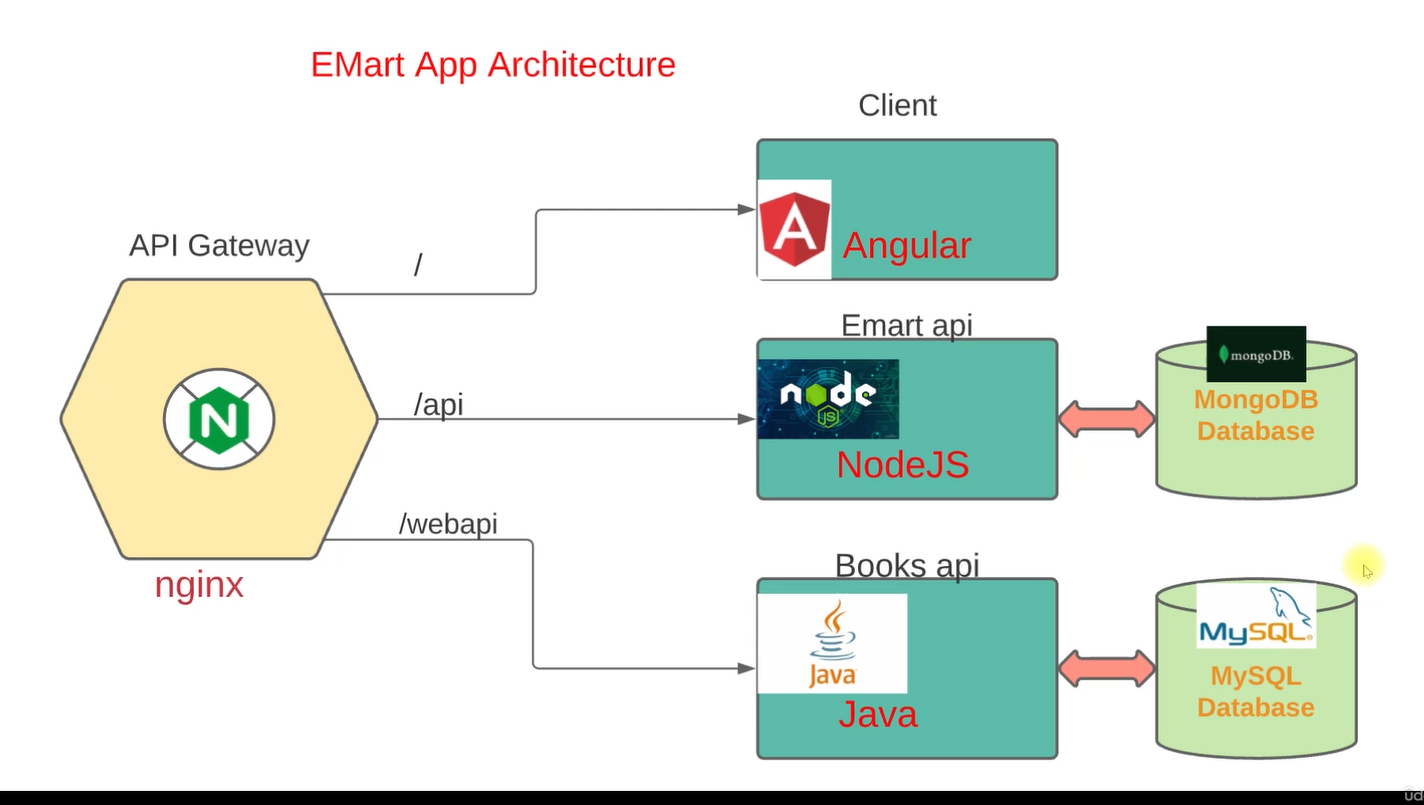 EMart App Architecture
Client
Angular
API Gateway
/
/api
/webapi
nginx
N
Emart api
node
JS
NodeJS
mongoDB.
MongoDB
Database
Books api
Java
Java
MySQL®
MySQL
Database